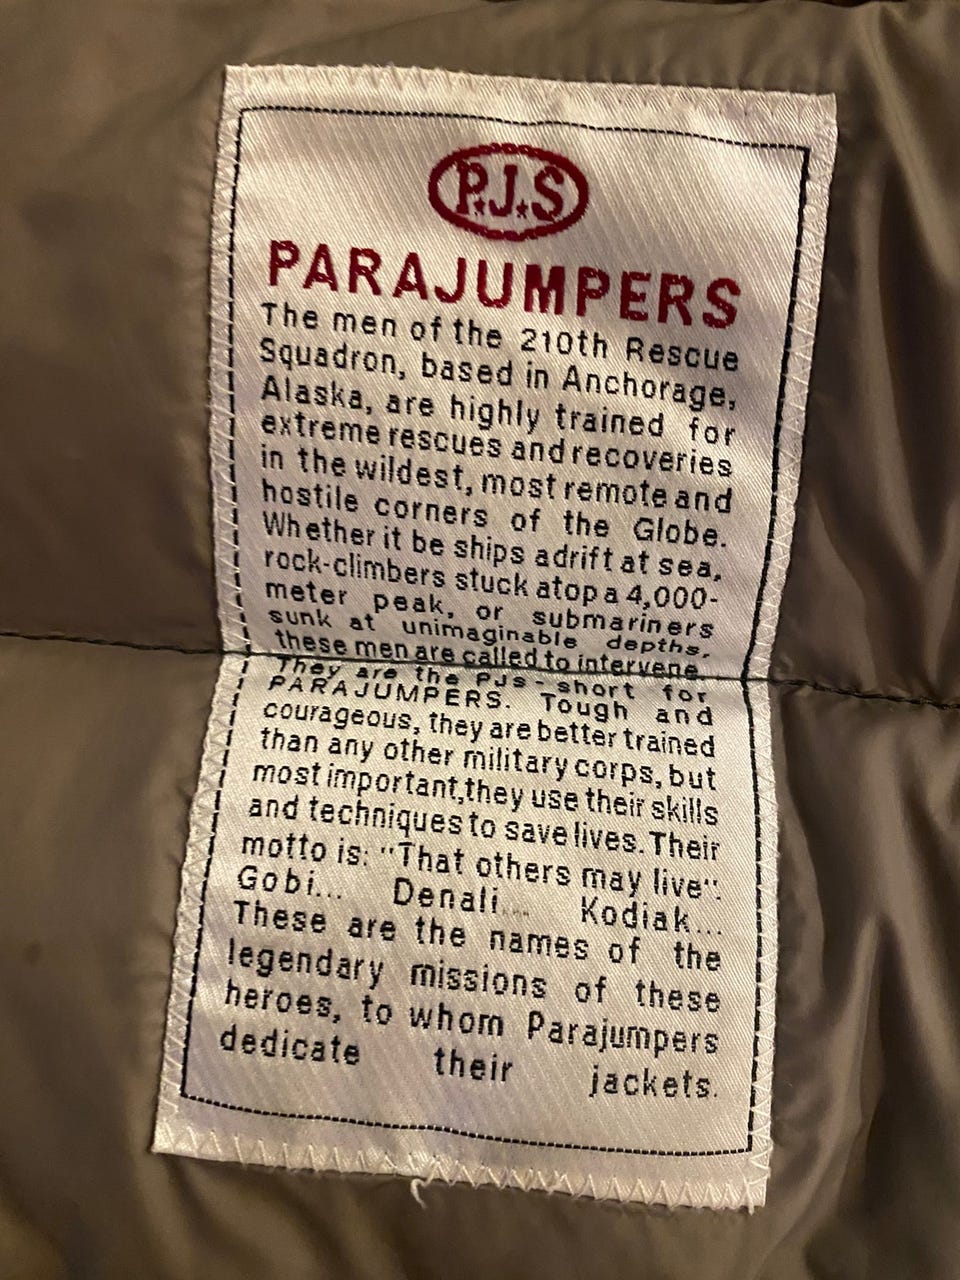 P.J.S
PARAJUMPERS
The men of the 210th Rescue
Squadron, based in Anchorage,
Alaska, are highly trained for
extreme rescues and recoveries
in the wildest, most remote and
hostile corners of the Globe.
Whether it be ships adrift at sea,
rock-climbers stuck atop a 4,000-
meter peak, or submariners
sunk at unimaginable depths,
these men are called to intervene.
They are the PJs - short for
PARAJUMPERS. Tough and
courageous, they are better trained
than any other military corps, but
most important,they use their skills
and techniques to save lives. Their
motto is: "That others may live".
Gobi... Denali... Kodiak...
These are the names of the
legendary missions of these
heroes, to whom Parajumpers
dedicate their jackets.